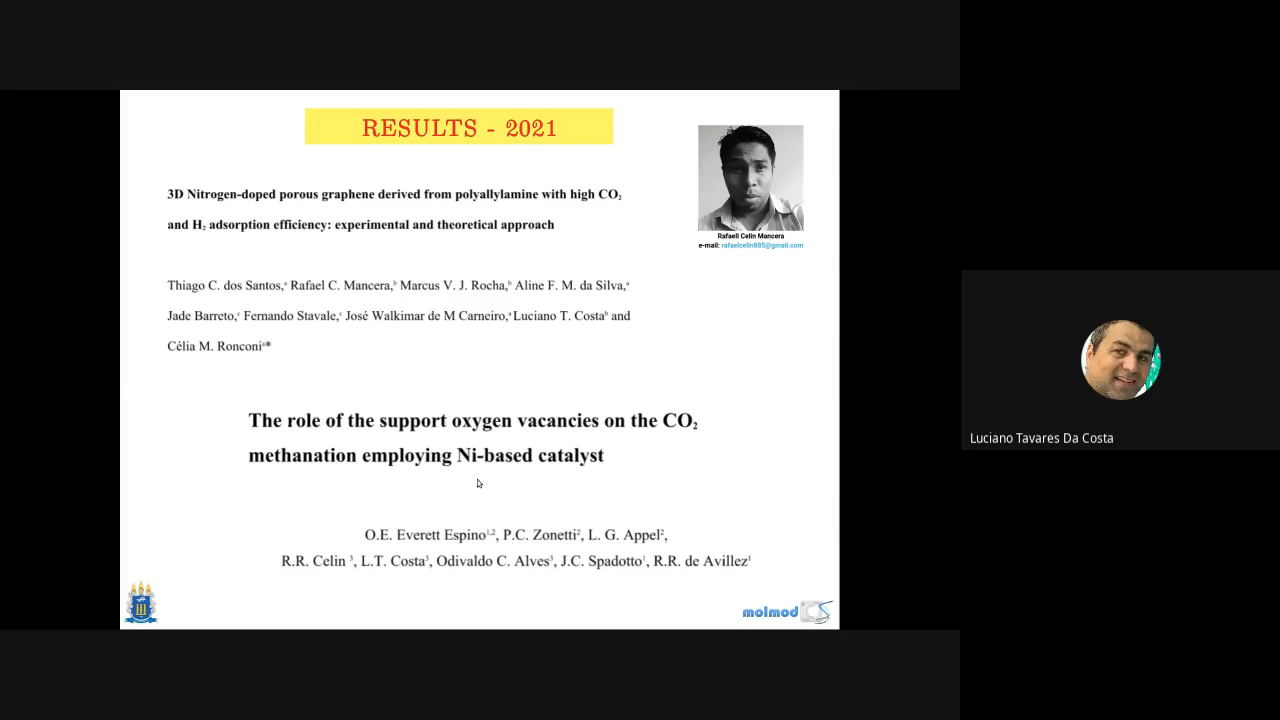 RESULTS - 2021
3D Nitrogen-doped porous graphene derived from polyallylamine with high CO₂
and H₂ adsorption efficiency: experimental and theoretical approach
Rafaell Celin Mancera
e-mail: rafaelcelin885@gmail.com
Thiago C. dos Santos,ᵃ Rafael C. Mancera,ᵇ Marcus V. J. Rocha,ᵇ Aline F. M. da Silva,ᵃ
Jade Barreto,ᶜ Fernando Stavale,ᶜ José Walkimar de M Carneiro,ᵃ Luciano T. Costaᵇ and
Célia M. Ronconiᵃ*
The role of the support oxygen vacancies on the CO₂
methanation employing Ni-based catalyst
O.E. Everett Espino¹,², P.C. Zonetti², L. G. Appel²,
R.R. Celin ³, L.T. Costa³, Odivaldo C. Alves³, J.C. Spadotto¹, R.R. de Avillez¹
molmod CS
Luciano Tavares Da Costa